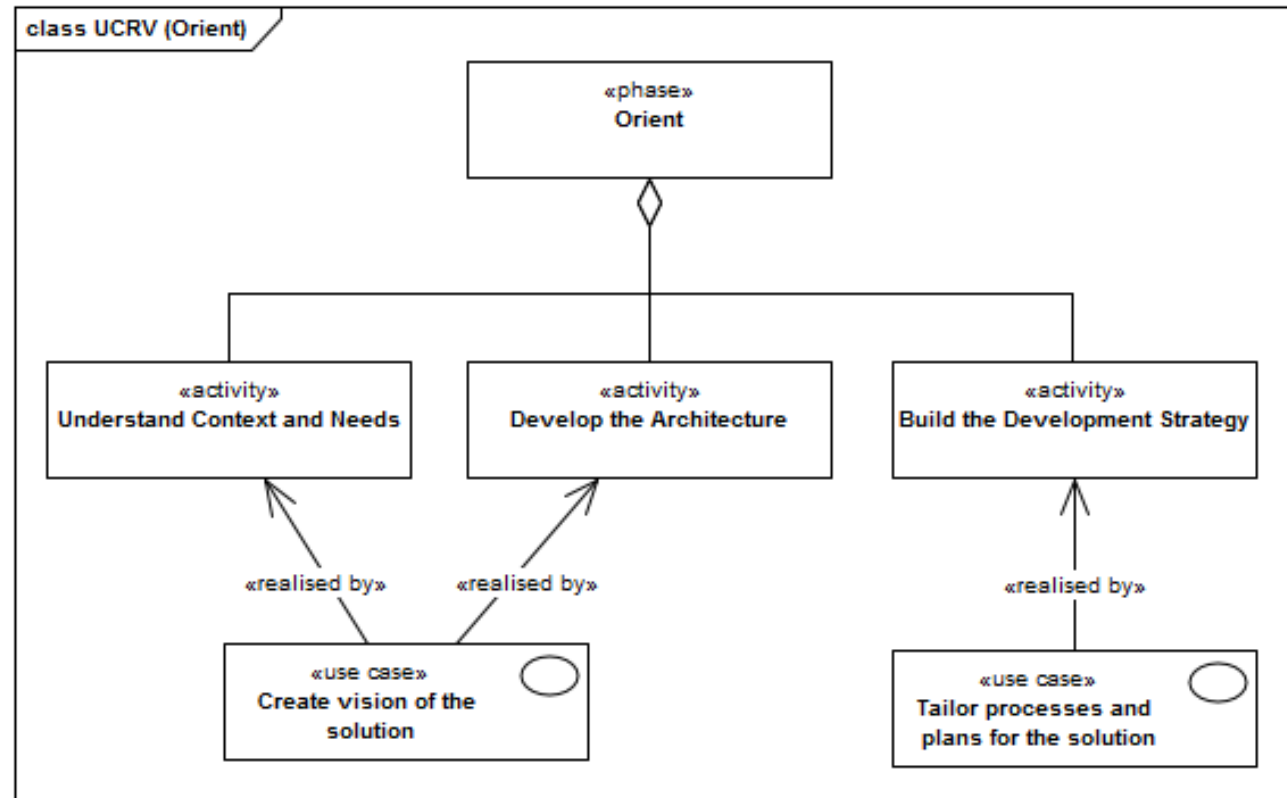 class UCRV (Orient)
«phase»
Orient
«activity»
Understand Context and Needs
«activity»
Develop the Architecture
«activity»
Build the Development Strategy
«realised by»
«realised by»
«realised by»
«use case»
Create vision of the
solution
«use case»
Tailor processes and
plans for the solution